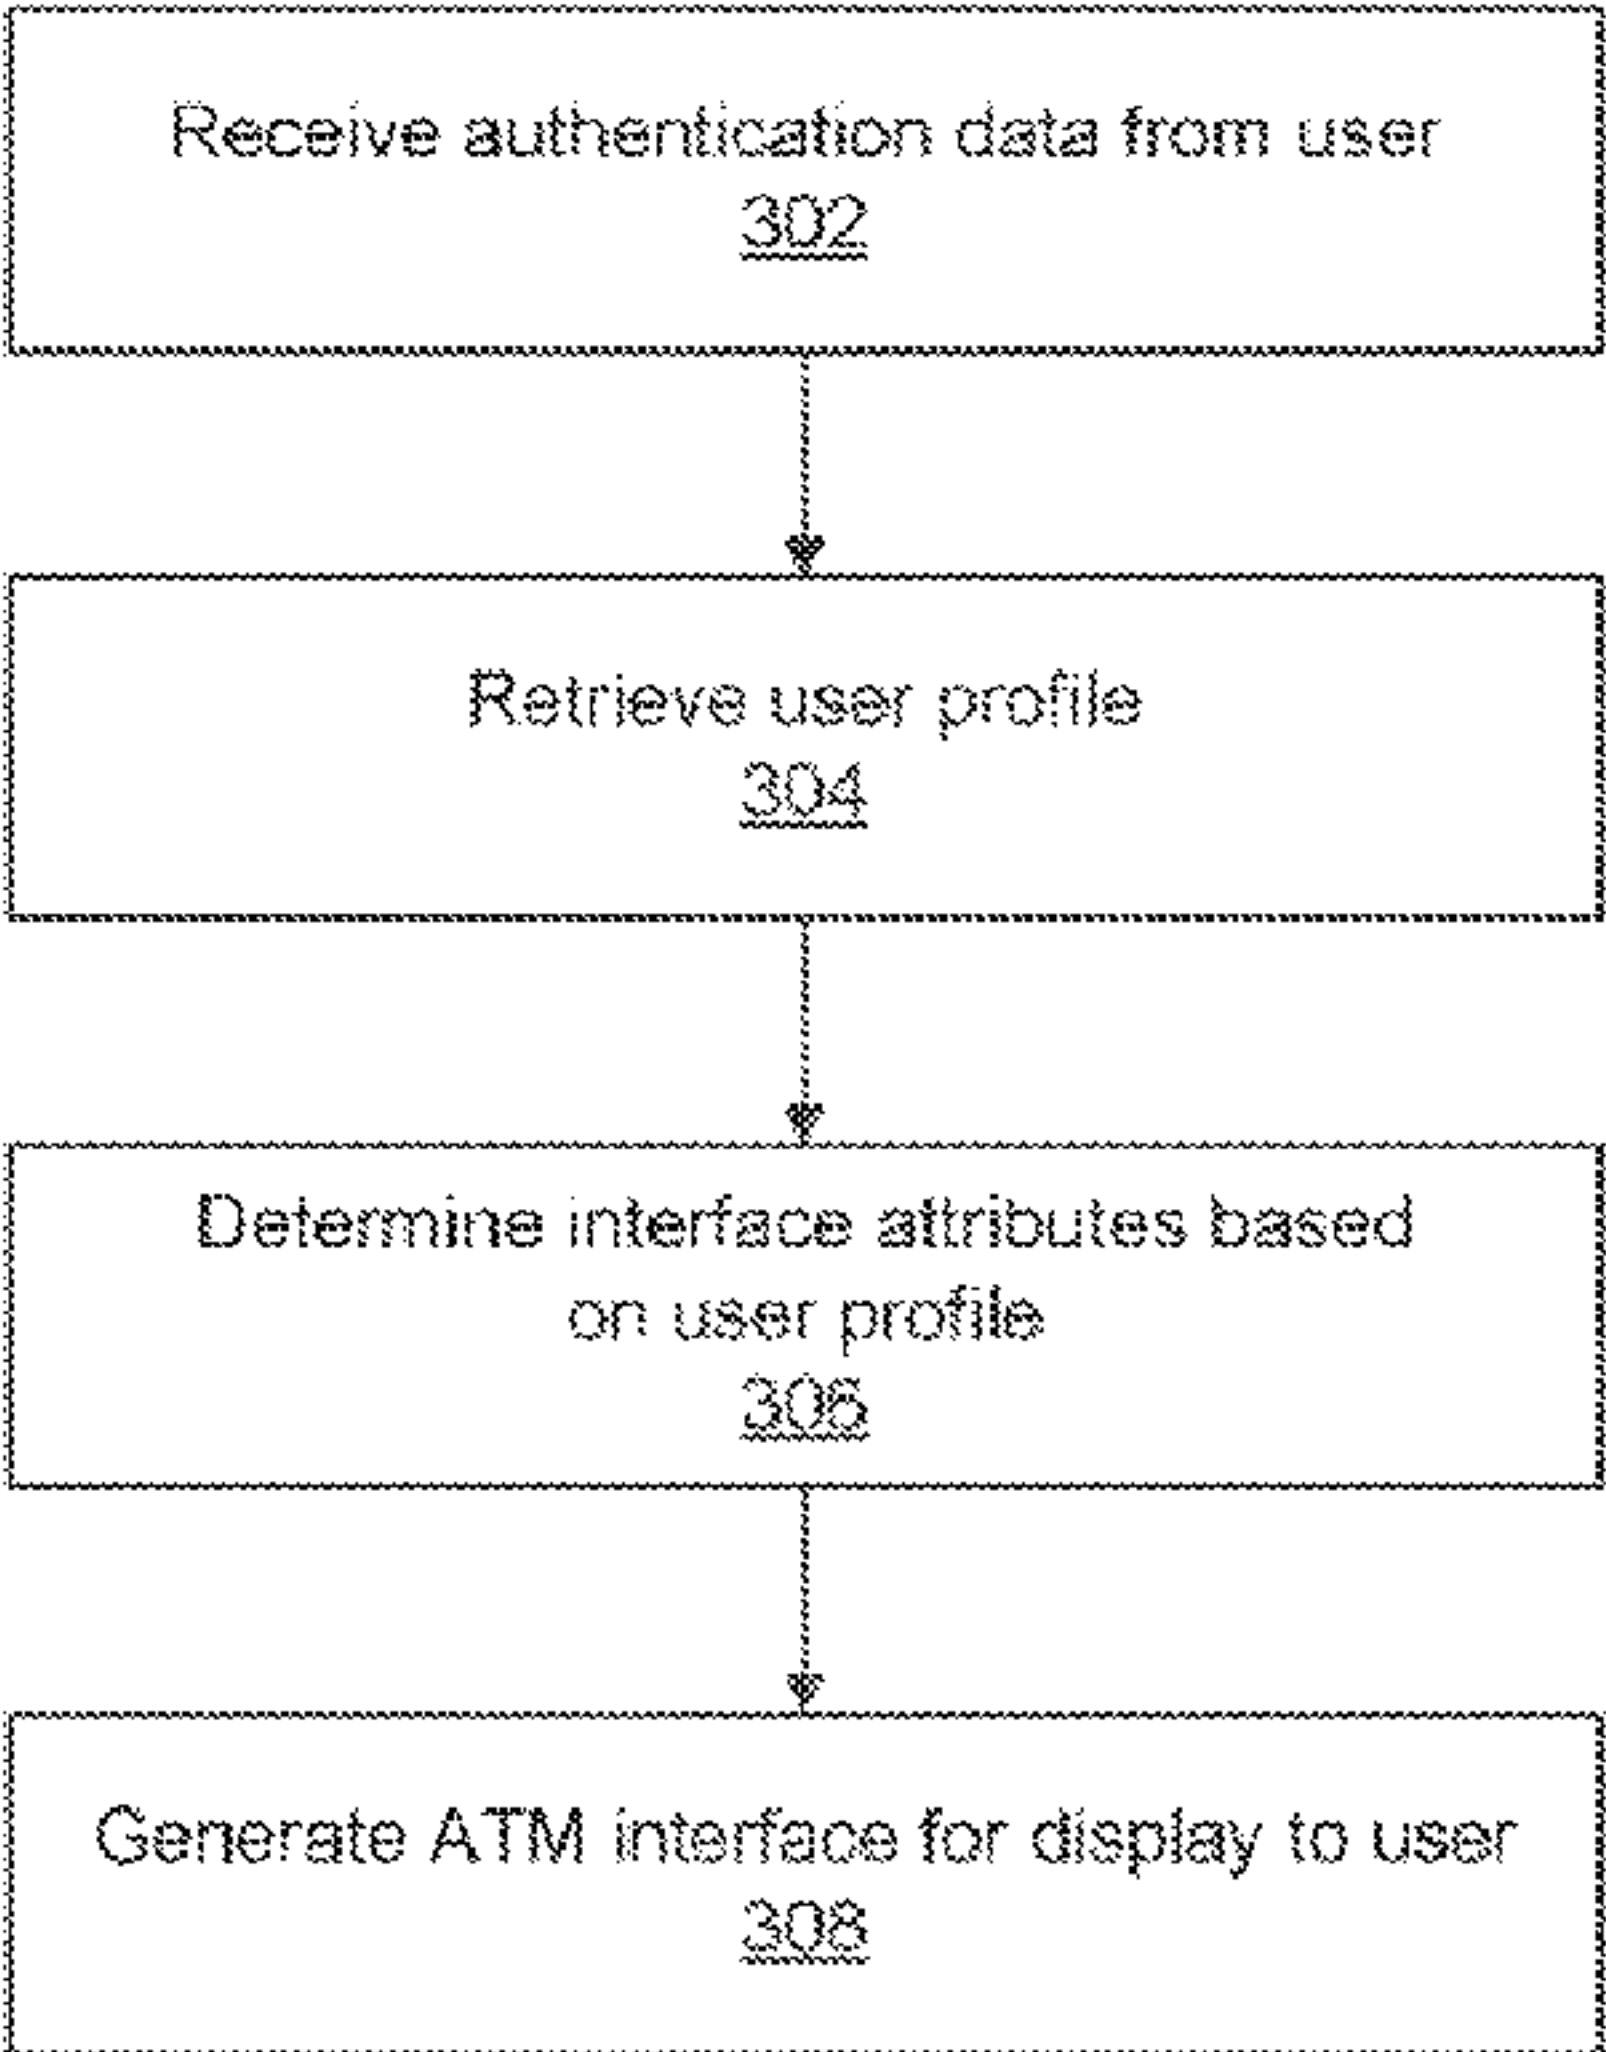 Receive authentication data from user
302
Retrieve user profile
304
Determine interface attributes based
on user profile
306
Generate ATM interface for display to user
308